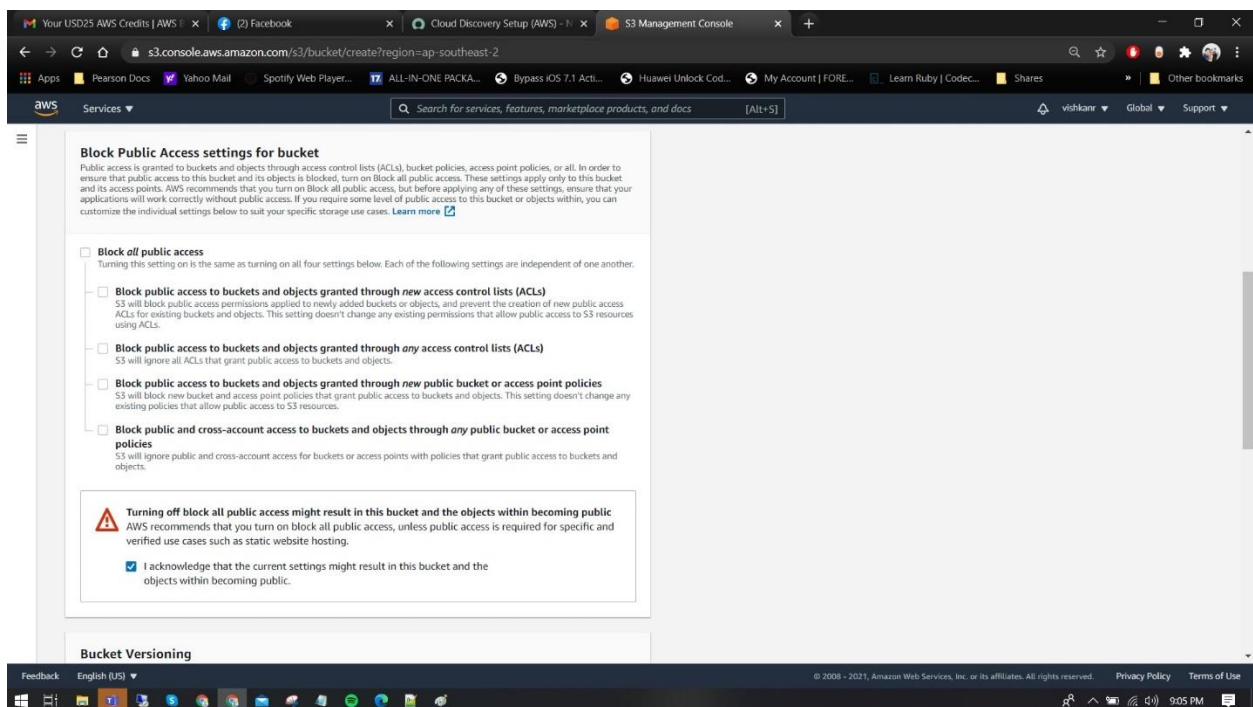 Your USD25 AWS Credits | AWS E
(2) Facebook
Cloud Discovery Setup (AWS) - N
S3 Management Console
s3.console.aws.amazon.com/s3/bucket/create?region=ap-southeast-2
Apps
Pearson Docs
Yahoo Mail
Spotify Web Player...
17
ALL-IN-ONE PACKA...
Bypass iOS 7.1 Acti...
Huawei Unlock Cod...
My Account | FORE...
Learn Ruby | Codec...
Shares
»
Other bookmarks
aws
Services ▼
Search for services, features, marketplace products, and docs
[Alt+S]
vishkanr ▼
Global ▼
Support ▼
Block Public Access settings for bucket
Public access is granted to buckets and objects through access control lists (ACLs), bucket policies, access point policies, or all. In order to
ensure that public access to this bucket and its objects is blocked, turn on Block all public access. These settings apply only to this bucket
and its access points. AWS recommends that you turn on Block all public access, but before applying any of these settings, ensure that your
applications will work correctly without public access. If you require some level of public access to this bucket or objects within, you can
customize the individual settings below to suit your specific storage use cases. Learn more
Block all public access
Turning this setting on is the same as turning on all four settings below. Each of the following settings are independent of one another.
Block public access to buckets and objects granted through new access control lists (ACLs)
S3 will block public access permissions applied to newly added buckets or objects, and prevent the creation of new public access
ACLs for existing buckets and objects. This setting doesn't change any existing permissions that allow public access to S3 resources
using ACLs.
Block public access to buckets and objects granted through any access control lists (ACLs)
S3 will ignore all ACLs that grant public access to buckets and objects.
Block public access to buckets and objects granted through new public bucket or access point policies
S3 will block new bucket and access point policies that grant public access to buckets and objects. This setting doesn't change any
existing policies that allow public access to S3 resources.
Block public and cross-account access to buckets and objects through any public bucket or access point
policies
S3 will ignore public and cross-account access for buckets or access points with policies that grant public access to buckets and
objects.
Turning off block all public access might result in this bucket and the objects within becoming public
AWS recommends that you turn on block all public access, unless public access is required for specific and
verified use cases such as static website hosting.
I acknowledge that the current settings might result in this bucket and the
objects within becoming public.
Bucket Versioning
Feedback
English (US) ▼
© 2008 - 2021, Amazon Web Services, Inc. or its affiliates. All rights reserved.
Privacy Policy
Terms of Use
9:05 PM